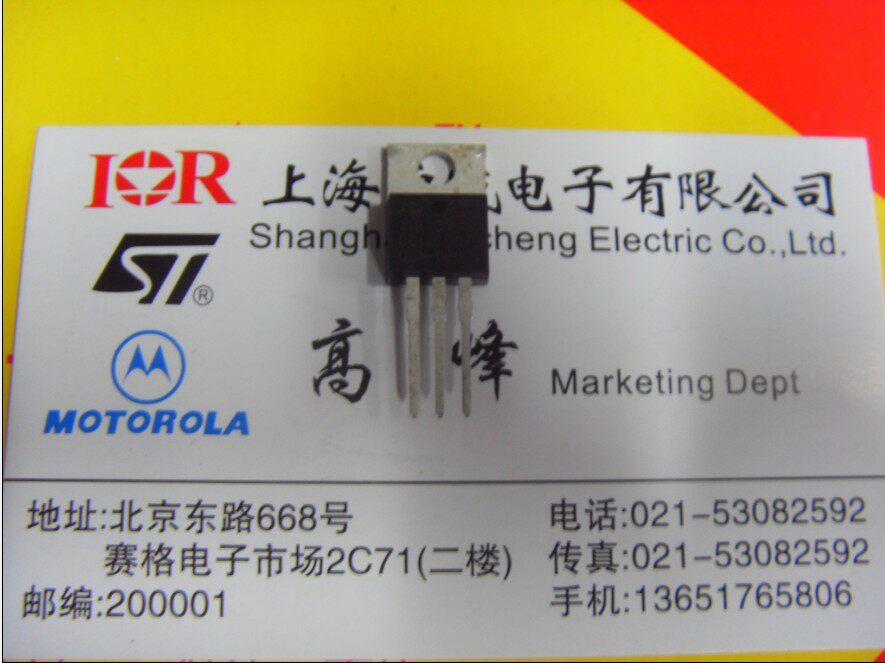 IOR 上海 电子有限公司
Shangh cheng Electric Co.,Ltd.
ST®
高 峰 Marketing Dept
MOTOROLA
地址:北京东路668号
赛格电子市场2C71(二楼)
邮编:200001
电话:021-53082592
传真:021-53082592
手机:13651765806